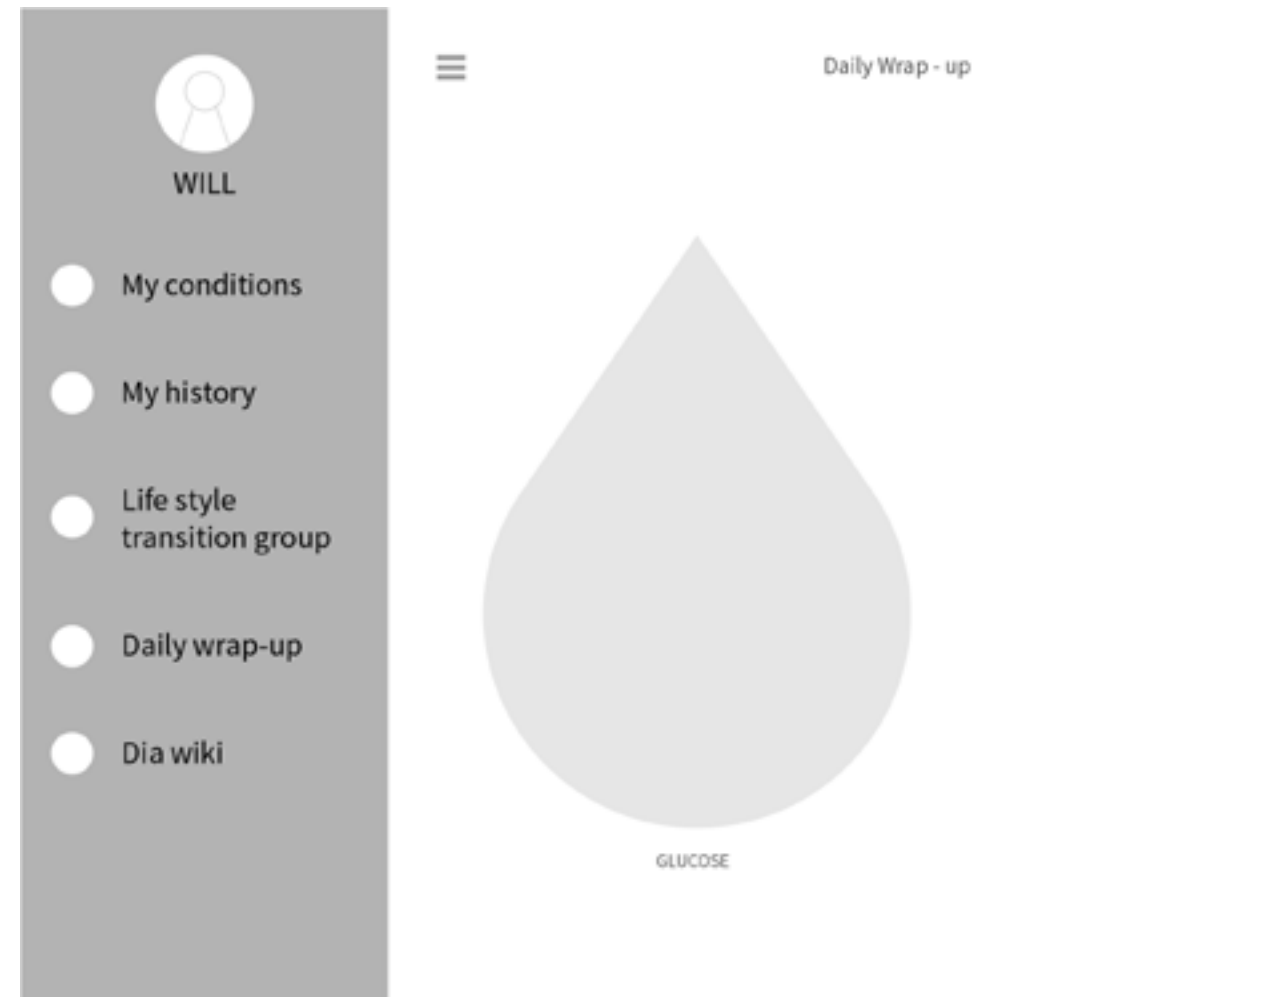 WILL
My conditions
My history
Life style
transition group
Daily wrap-up
Dia wiki
Daily Wrap - up
GLUCOSE